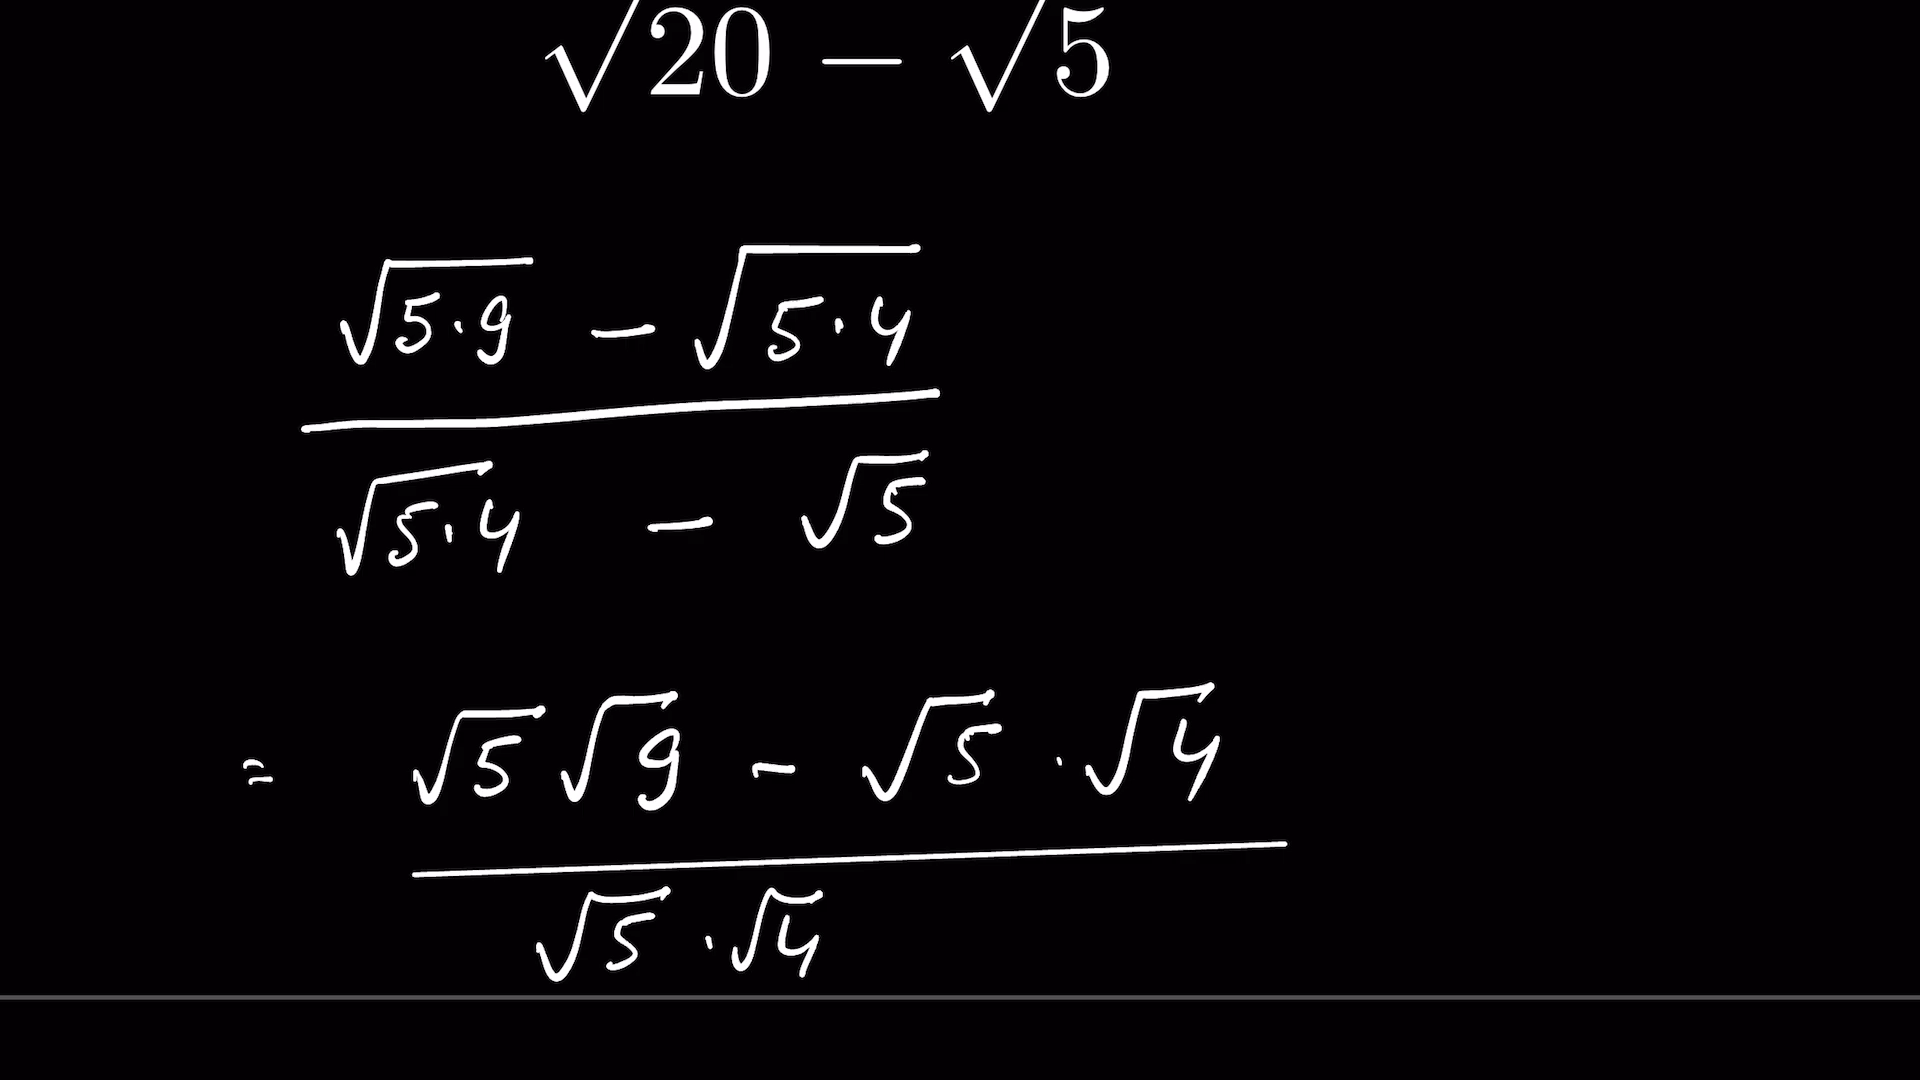 √20 − √5
√5·9 − √5·4
√5·4 − √5
= √5 √9 − √5 · √4
√5 · √4